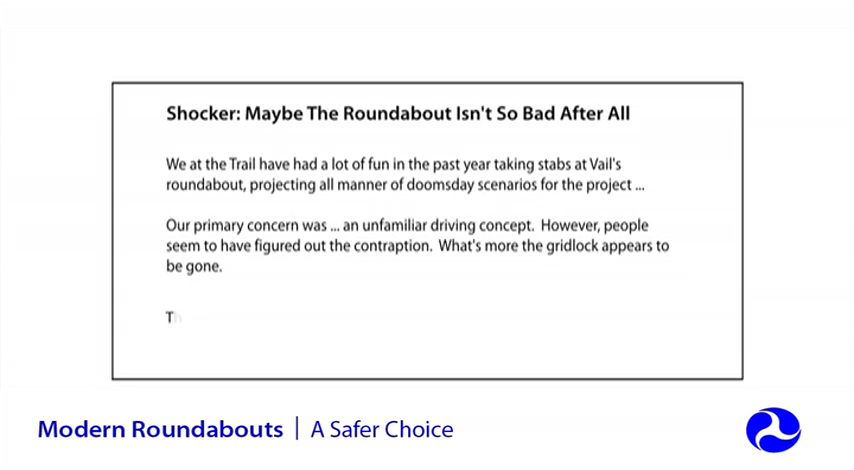 Shocker: Maybe The Roundabout Isn't So Bad After All
We at the Trail have had a lot of fun in the past year taking stabs at Vail's
roundabout, projecting all manner of doomsday scenarios for the project ...
Our primary concern was ... an unfamiliar driving concept.  However, people
seem to have figured out the contraption.  What's more the gridlock appears to
be gone.
T
Modern Roundabouts | A Safer Choice